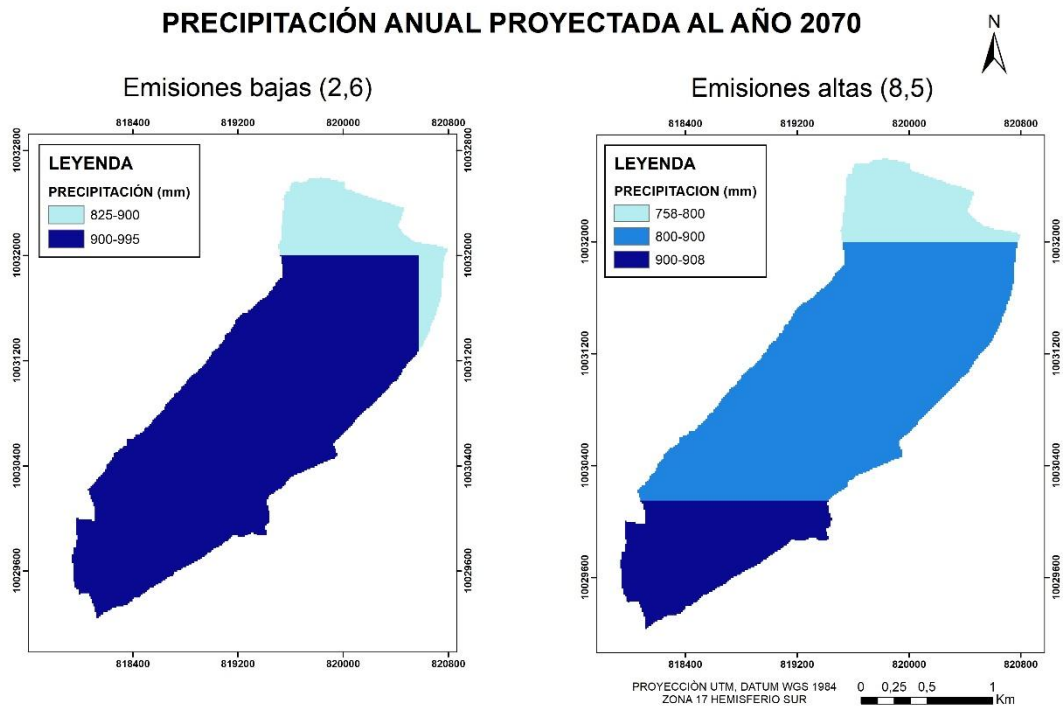 PRECIPITACIÓN ANUAL PROYECTADA AL AÑO 2070
N
Emisiones bajas (2,6)
818400 819200 820000 820800
10032800
10032000
10031200
10030400
10029600
LEYENDA
PRECIPITACIÓN (mm)
825-900
900-995
10032800
10032000
10031200
10030400
10029600
818400 819200 820000 820800
Emisiones altas (8,5)
818400 819200 820000 820800
10032000
10031200
10030400
10029600
LEYENDA
PRECIPITACION (mm)
758-800
800-900
900-908
10032000
10031200
10030400
10029600
818400 819200 820000 820800
PROYECCIÒN UTM, DATUM WGS 1984
ZONA 17 HEMISFERIO SUR
0 0,25 0,5 1
Km